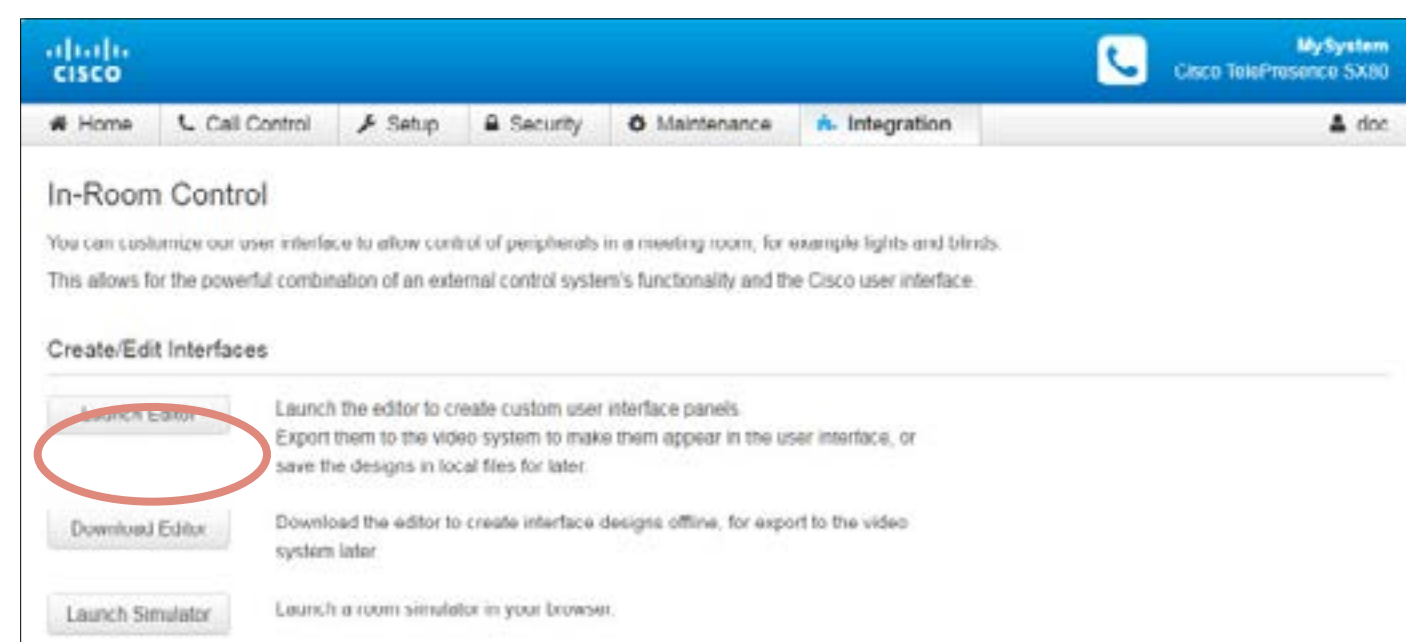 CISCO
MySystem
Cisco TelePresence SX80
Home
Call Control
Setup
Security
Maintenance
Integration
doc
In-Room Control
You can customize our user interface to allow control of peripherals in a meeting room, for example lights and blinds.
This allows for the powerful combination of an external control system's functionality and the Cisco user interface.
Create/Edit Interfaces
Launch Editor
Launch the editor to create custom user interface panels.
Export them to the video system to make them appear in the user interface, or
save the designs in local files for later.
Download Editor
Download the editor to create interface designs offline, for export to the video
system later.
Launch Simulator
Launch a room simulator in your browser.